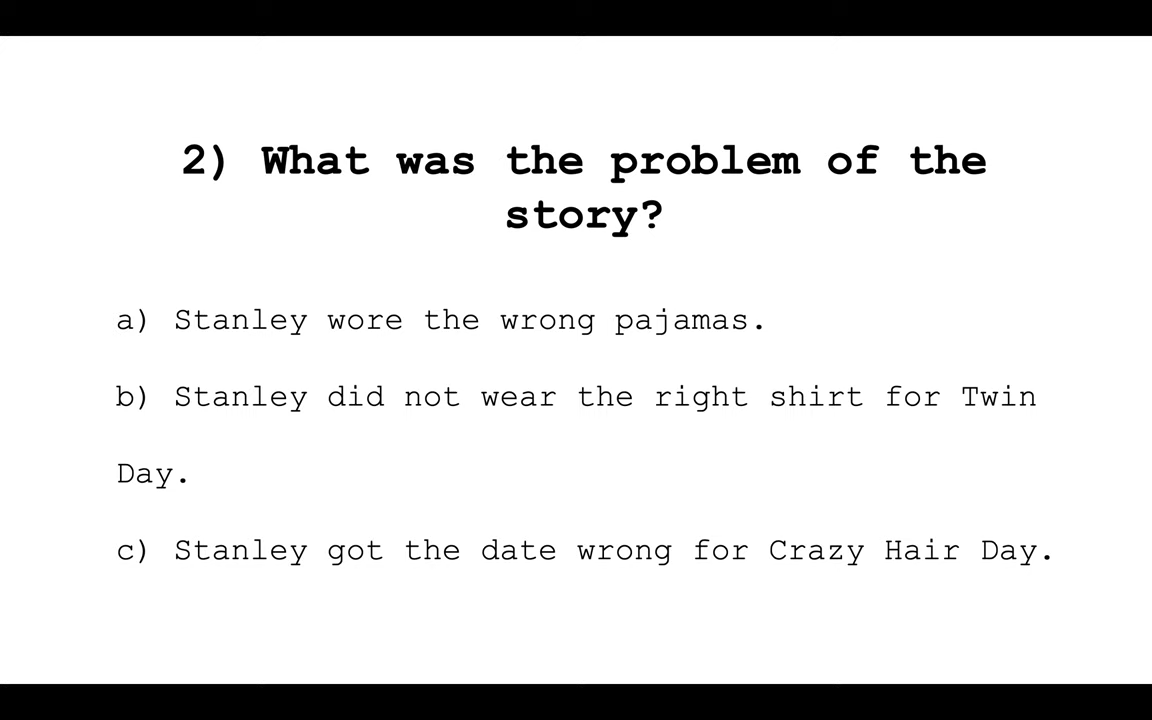 2) What was the problem of the
story?
a) Stanley wore the wrong pajamas.
b) Stanley did not wear the right shirt for Twin
Day.
c) Stanley got the date wrong for Crazy Hair Day.